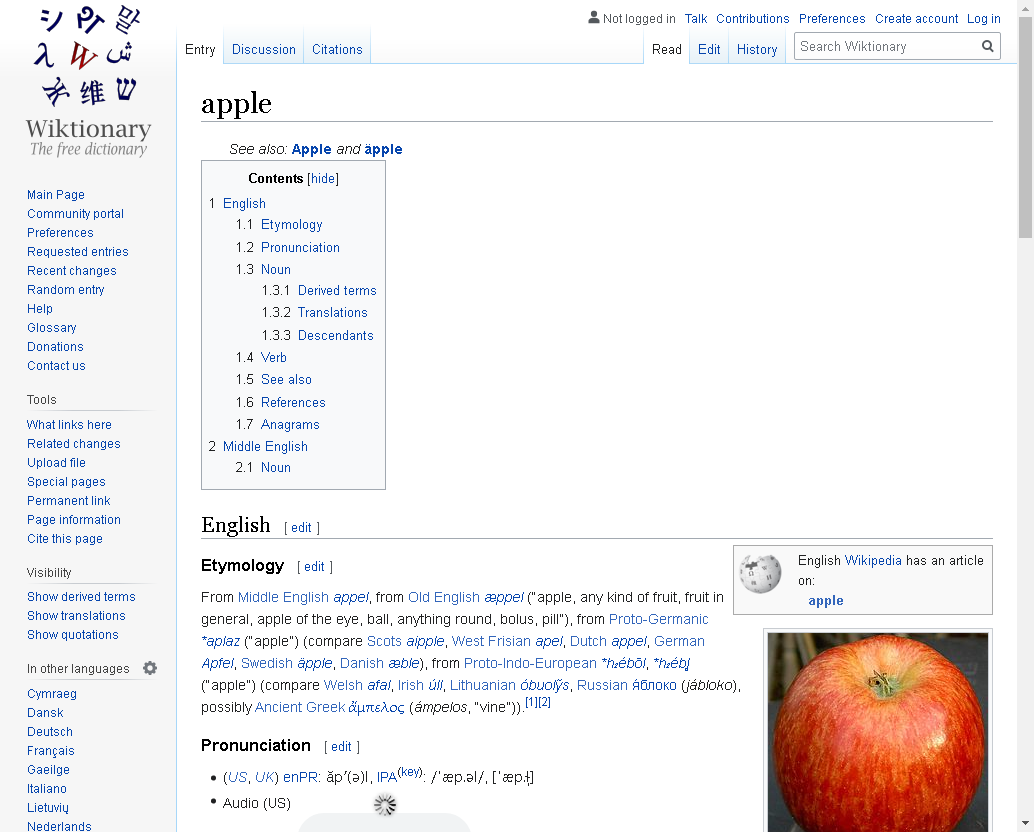 Not logged in Talk Contributions Preferences Create account Log in
Entry Discussion Citations Read Edit History Search Wiktionary
Wiktionary
The free dictionary
Main Page
Community portal
Preferences
Requested entries
Recent changes
Random entry
Help
Glossary
Donations
Contact us
Tools
What links here
Related changes
Upload file
Special pages
Permanent link
Page information
Cite this page
Visibility
Show derived terms
Show translations
Show quotations
In other languages
Cymraeg
Dansk
Deutsch
Français
Gaeilge
Italiano
Lietuvių
Nederlands
apple
See also: Apple and äpple
Contents [hide]
1 English
1.1 Etymology
1.2 Pronunciation
1.3 Noun
1.3.1 Derived terms
1.3.2 Translations
1.3.3 Descendants
1.4 Verb
1.5 See also
1.6 References
1.7 Anagrams
2 Middle English
2.1 Noun
English [ edit ]
English Wikipedia has an article
on:
apple
Etymology [ edit ]
From Middle English appel, from Old English æppel ("apple, any kind of fruit, fruit in
general, apple of the eye, ball, anything round, bolus, pill"), from Proto-Germanic
*aplaz ("apple") (compare Scots aipple, West Frisian apel, Dutch appel, German
Apfel, Swedish äpple, Danish æble), from Proto-Indo-European *h₂ébōl, *h₂ébl̥
("apple") (compare Welsh afal, Irish úll, Lithuanian óbuolỹs, Russian я́блоко (jábloko),
possibly Ancient Greek ἄμπελος (ámpelos, "vine")).[1][2]
Pronunciation [ edit ]
• (US, UK) enPR: ăp′(ə)l, IPA(key): /ˈæp.əl/, [ˈæp.ɫ̩]
• Audio (US)